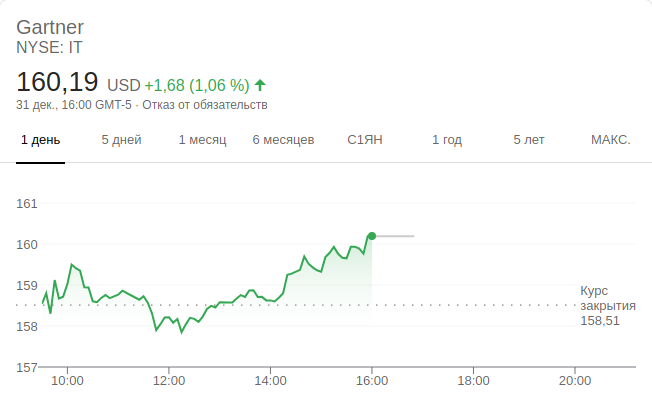 Gartner
NYSE: IT
160,19 USD +1,68 (1,06 %)
31 дек., 16:00 GMT-5 · Отказ от обязательств
1 день 5 дней 1 месяц 6 месяцев С1ЯН 1 год 5 лет МАКС.
161
160
159
158
157
Курс
закрытия
158,51
10:00 12:00 14:00 16:00 18:00 20:00